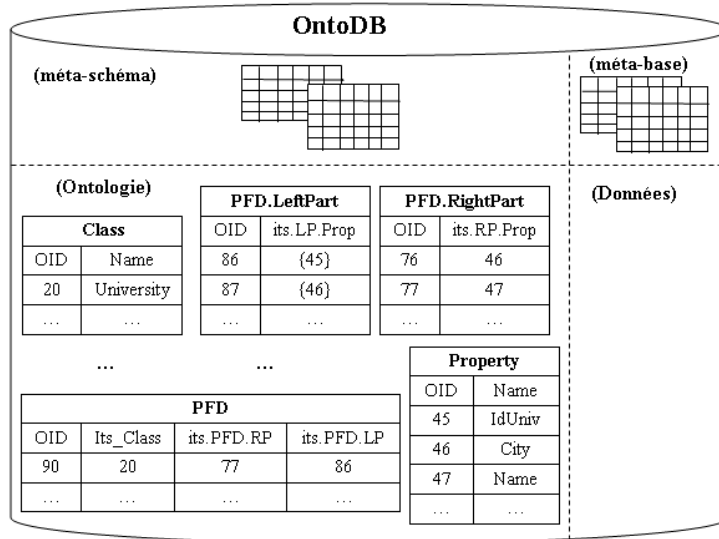 OntoDB
(méta-schéma)
(méta-base)
(Ontologie)
(Données)
Class
OID Name
20 University
... ...
PFD.LeftPart
OID its.LP.Prop
86 {45}
87 {46}
... ...
PFD.RightPart
OID its.RP.Prop
76 46
77 47
... ...
... ...
PFD
OID Its_Class its.PFD.RP its.PFD.LP
90 20 77 86
... ... ... ...
Property
OID Name
45 IdUniv
46 City
47 Name
... ...